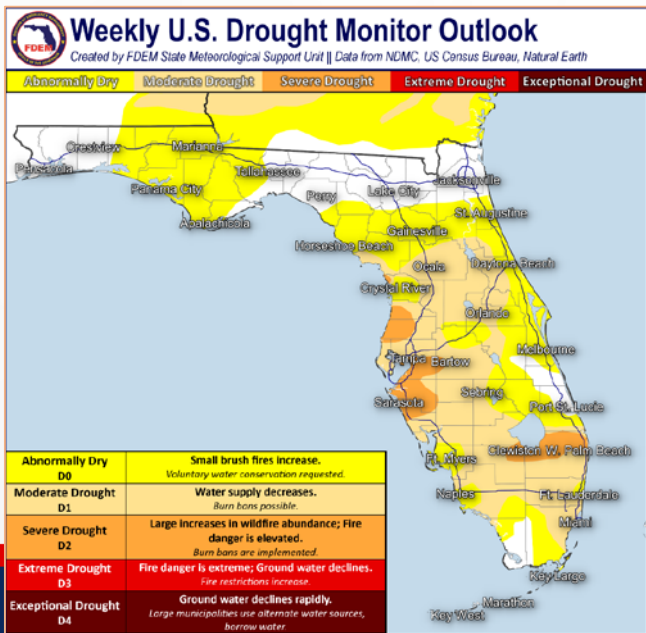 Weekly U.S. Drought Monitor Outlook
Created by FDEM State Meteorological Support Unit || Data from NDMC, US Census Bureau, Natural Earth
FDEM
Abnormally Dry Moderate Drought Severe Drought Extreme Drought Exceptional Drought
Crestview
Marianna
Pensacola
Tallahassee
Jacksonville
Lake City
Perry
Panama City
St. Augustine
Apalachicola
Gainesville
Horseshoe Beach
Ocala
Daytona Beach
Crystal River
Orlando
Melbourne
Tampa
Bartow
Sebring
Sarasota
Port St. Lucie
Clewiston
W. Palm Beach
Ft. Myers
Naples
Ft. Lauderdale
Miami
Key Largo
Marathon
Key West
Abnormally Dry
D0
Small brush fires increase.
Voluntary water conservation requested.
Moderate Drought
D1
Water supply decreases.
Burn bans possible.
Severe Drought
D2
Large increases in wildfire abundance; Fire
danger is elevated.
Burn bans are implemented.
Extreme Drought
D3
Fire danger is extreme; Ground water declines.
Fire restrictions increase.
Exceptional Drought
D4
Ground water declines rapidly.
Large municipalities use alternate water sources,
borrow water.